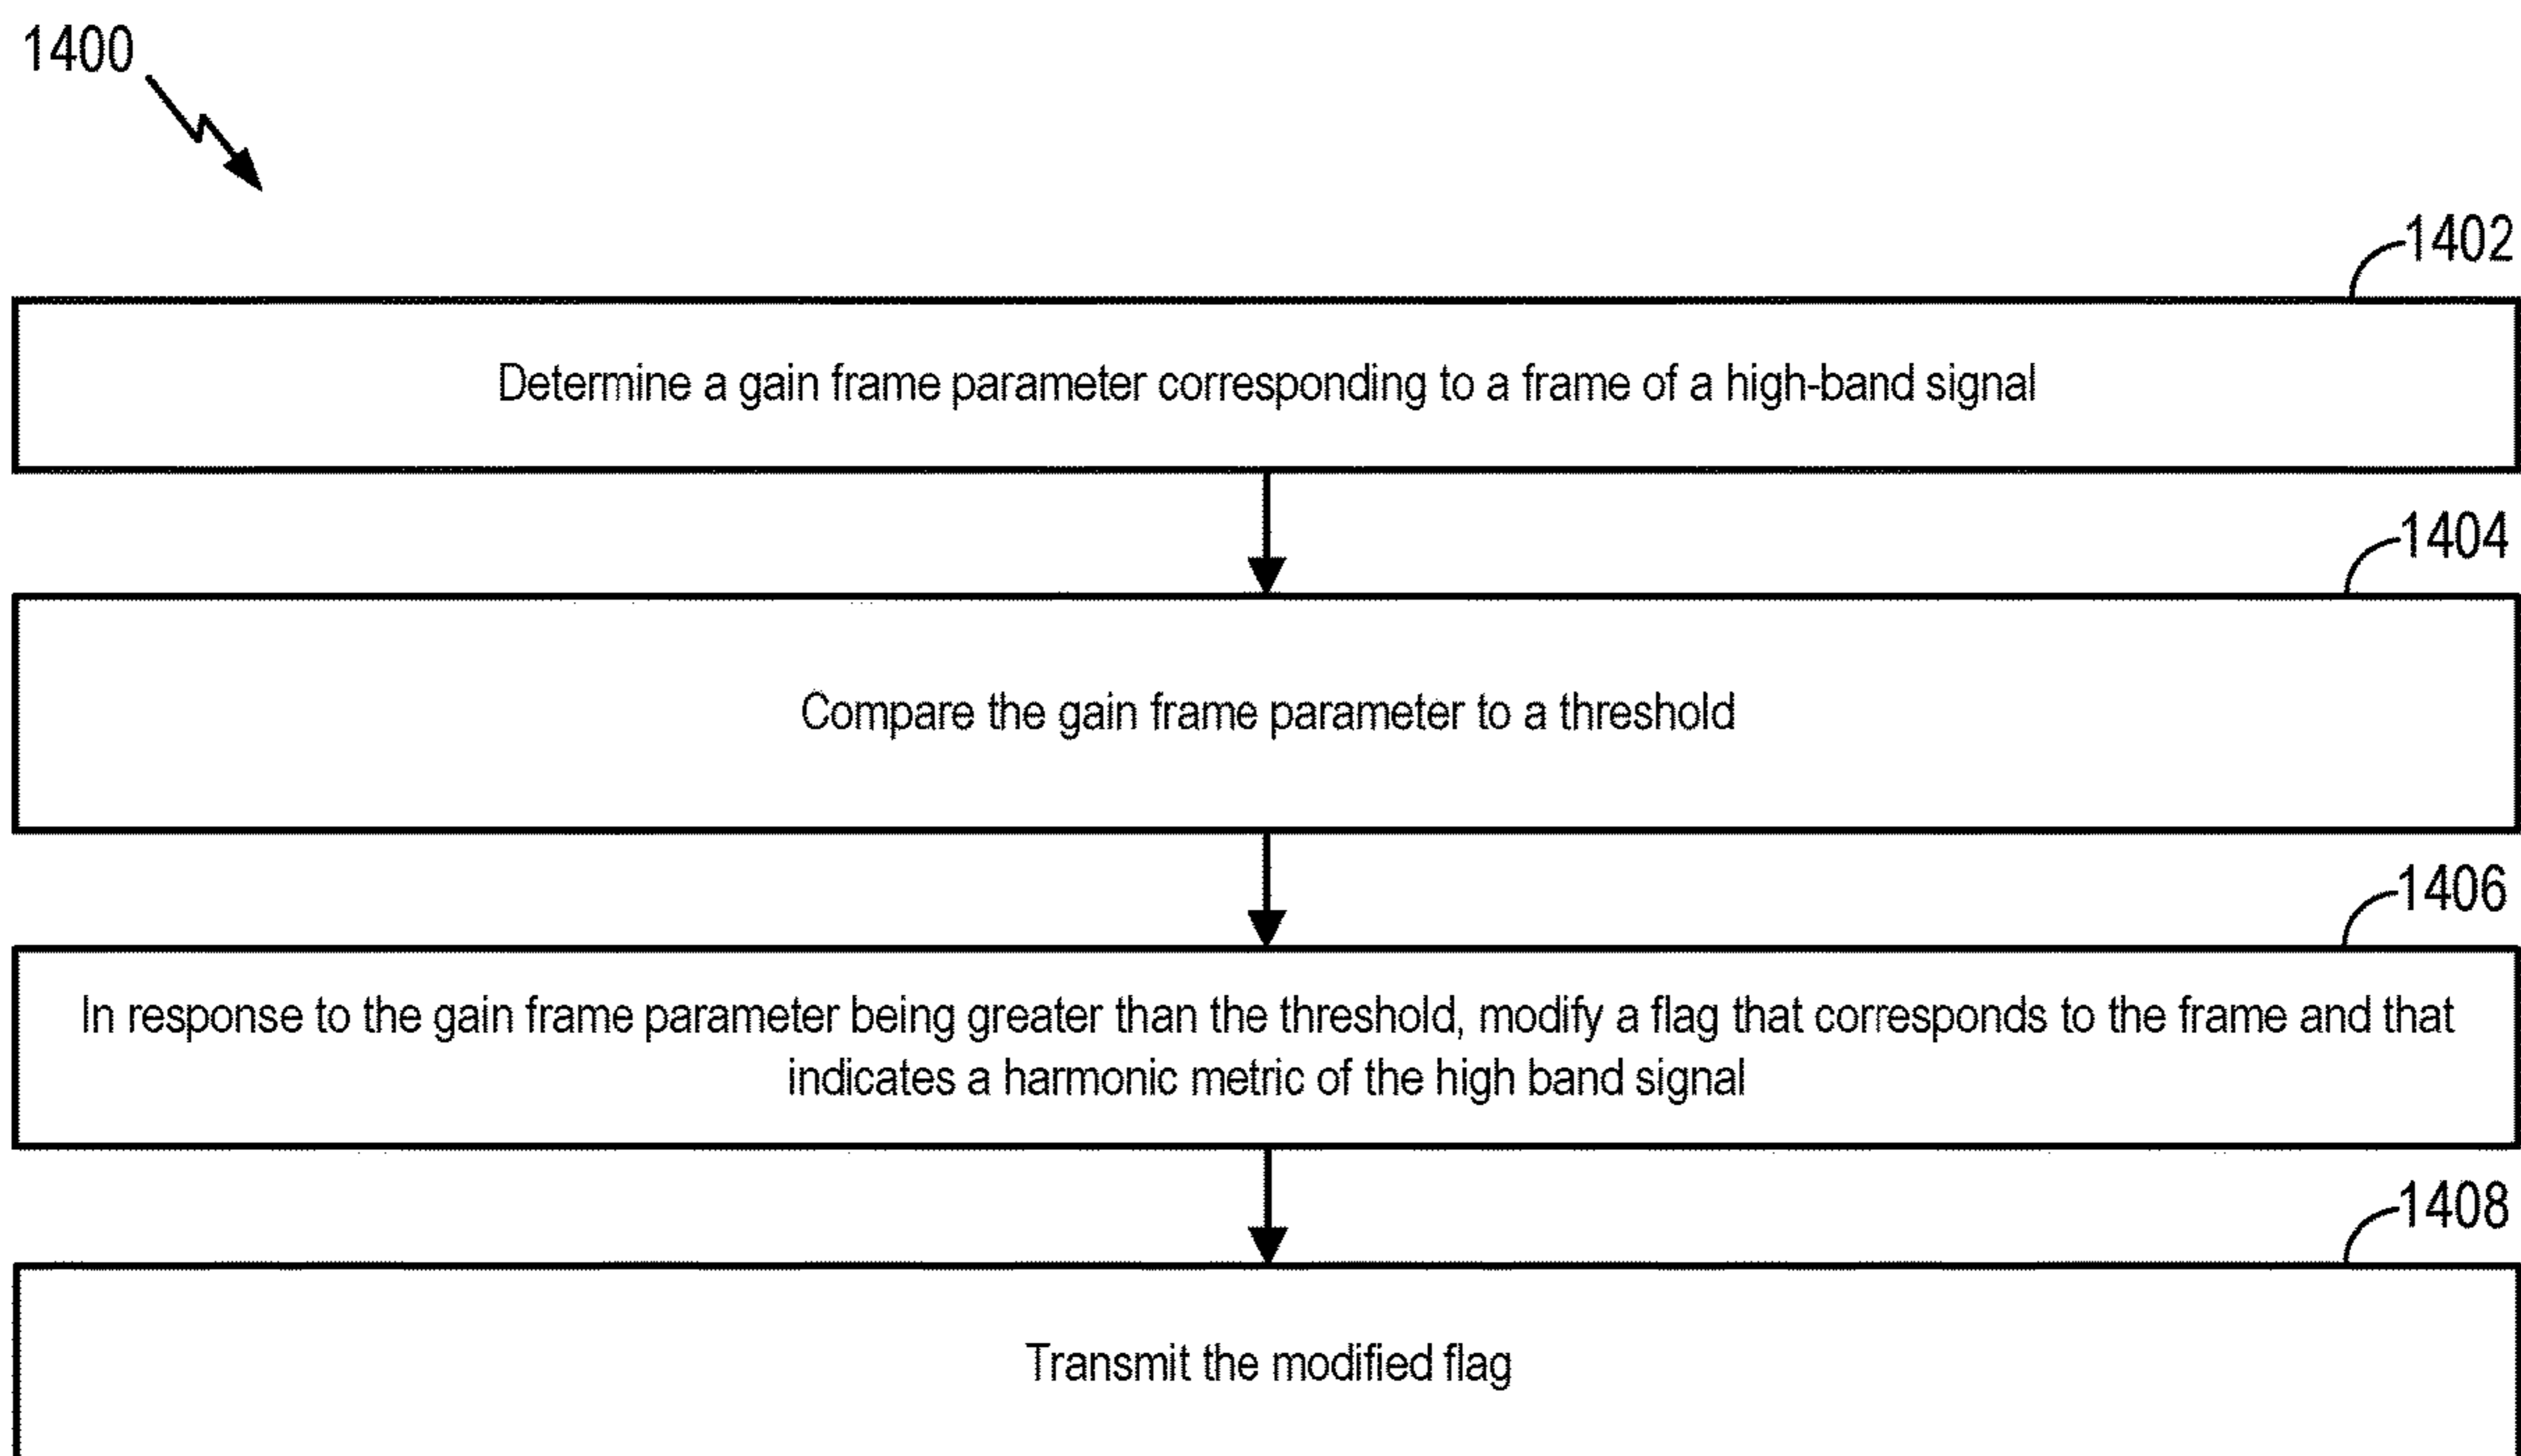 1400
1402
Determine a gain frame parameter corresponding to a frame of a high-band signal
1404
Compare the gain frame parameter to a threshold
1406
In response to the gain frame parameter being greater than the threshold, modify a flag that corresponds to the frame and that
indicates a harmonic metric of the high band signal
1408
Transmit the modified flag